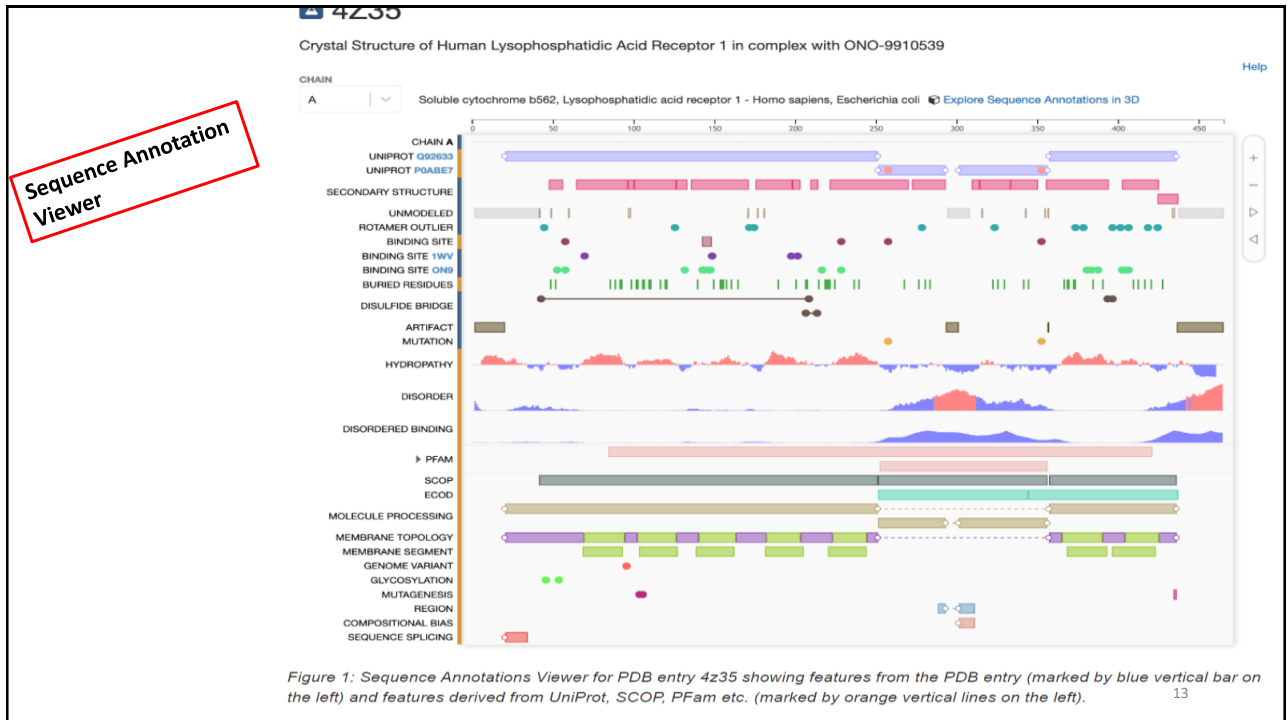 4Z35
Crystal Structure of Human Lysophosphatidic Acid Receptor 1 in complex with ONO-9910539
Help
CHAIN
A
Soluble cytochrome b562, Lysophosphatidic acid receptor 1 - Homo sapiens, Escherichia coli Explore Sequence Annotations in 3D
Sequence Annotation
Viewer
0 50 100 150 200 250 300 350 400 450
CHAIN A
UNIPROT Q92633
UNIPROT P0ABE7
SECONDARY STRUCTURE
UNMODELED
ROTAMER OUTLIER
BINDING SITE
BINDING SITE 1WV
BINDING SITE ON9
BURIED RESIDUES
DISULFIDE BRIDGE
ARTIFACT
MUTATION
HYDROPATHY
DISORDER
DISORDERED BINDING
PFAM
SCOP
ECOD
MOLECULE PROCESSING
MEMBRANE TOPOLOGY
MEMBRANE SEGMENT
GENOME VARIANT
GLYCOSYLATION
MUTAGENESIS
REGION
COMPOSITIONAL BIAS
SEQUENCE SPLICING
Figure 1: Sequence Annotations Viewer for PDB entry 4z35 showing features from the PDB entry (marked by blue vertical bar on
the left) and features derived from UniProt, SCOP, PFam etc. (marked by orange vertical lines on the left).
13